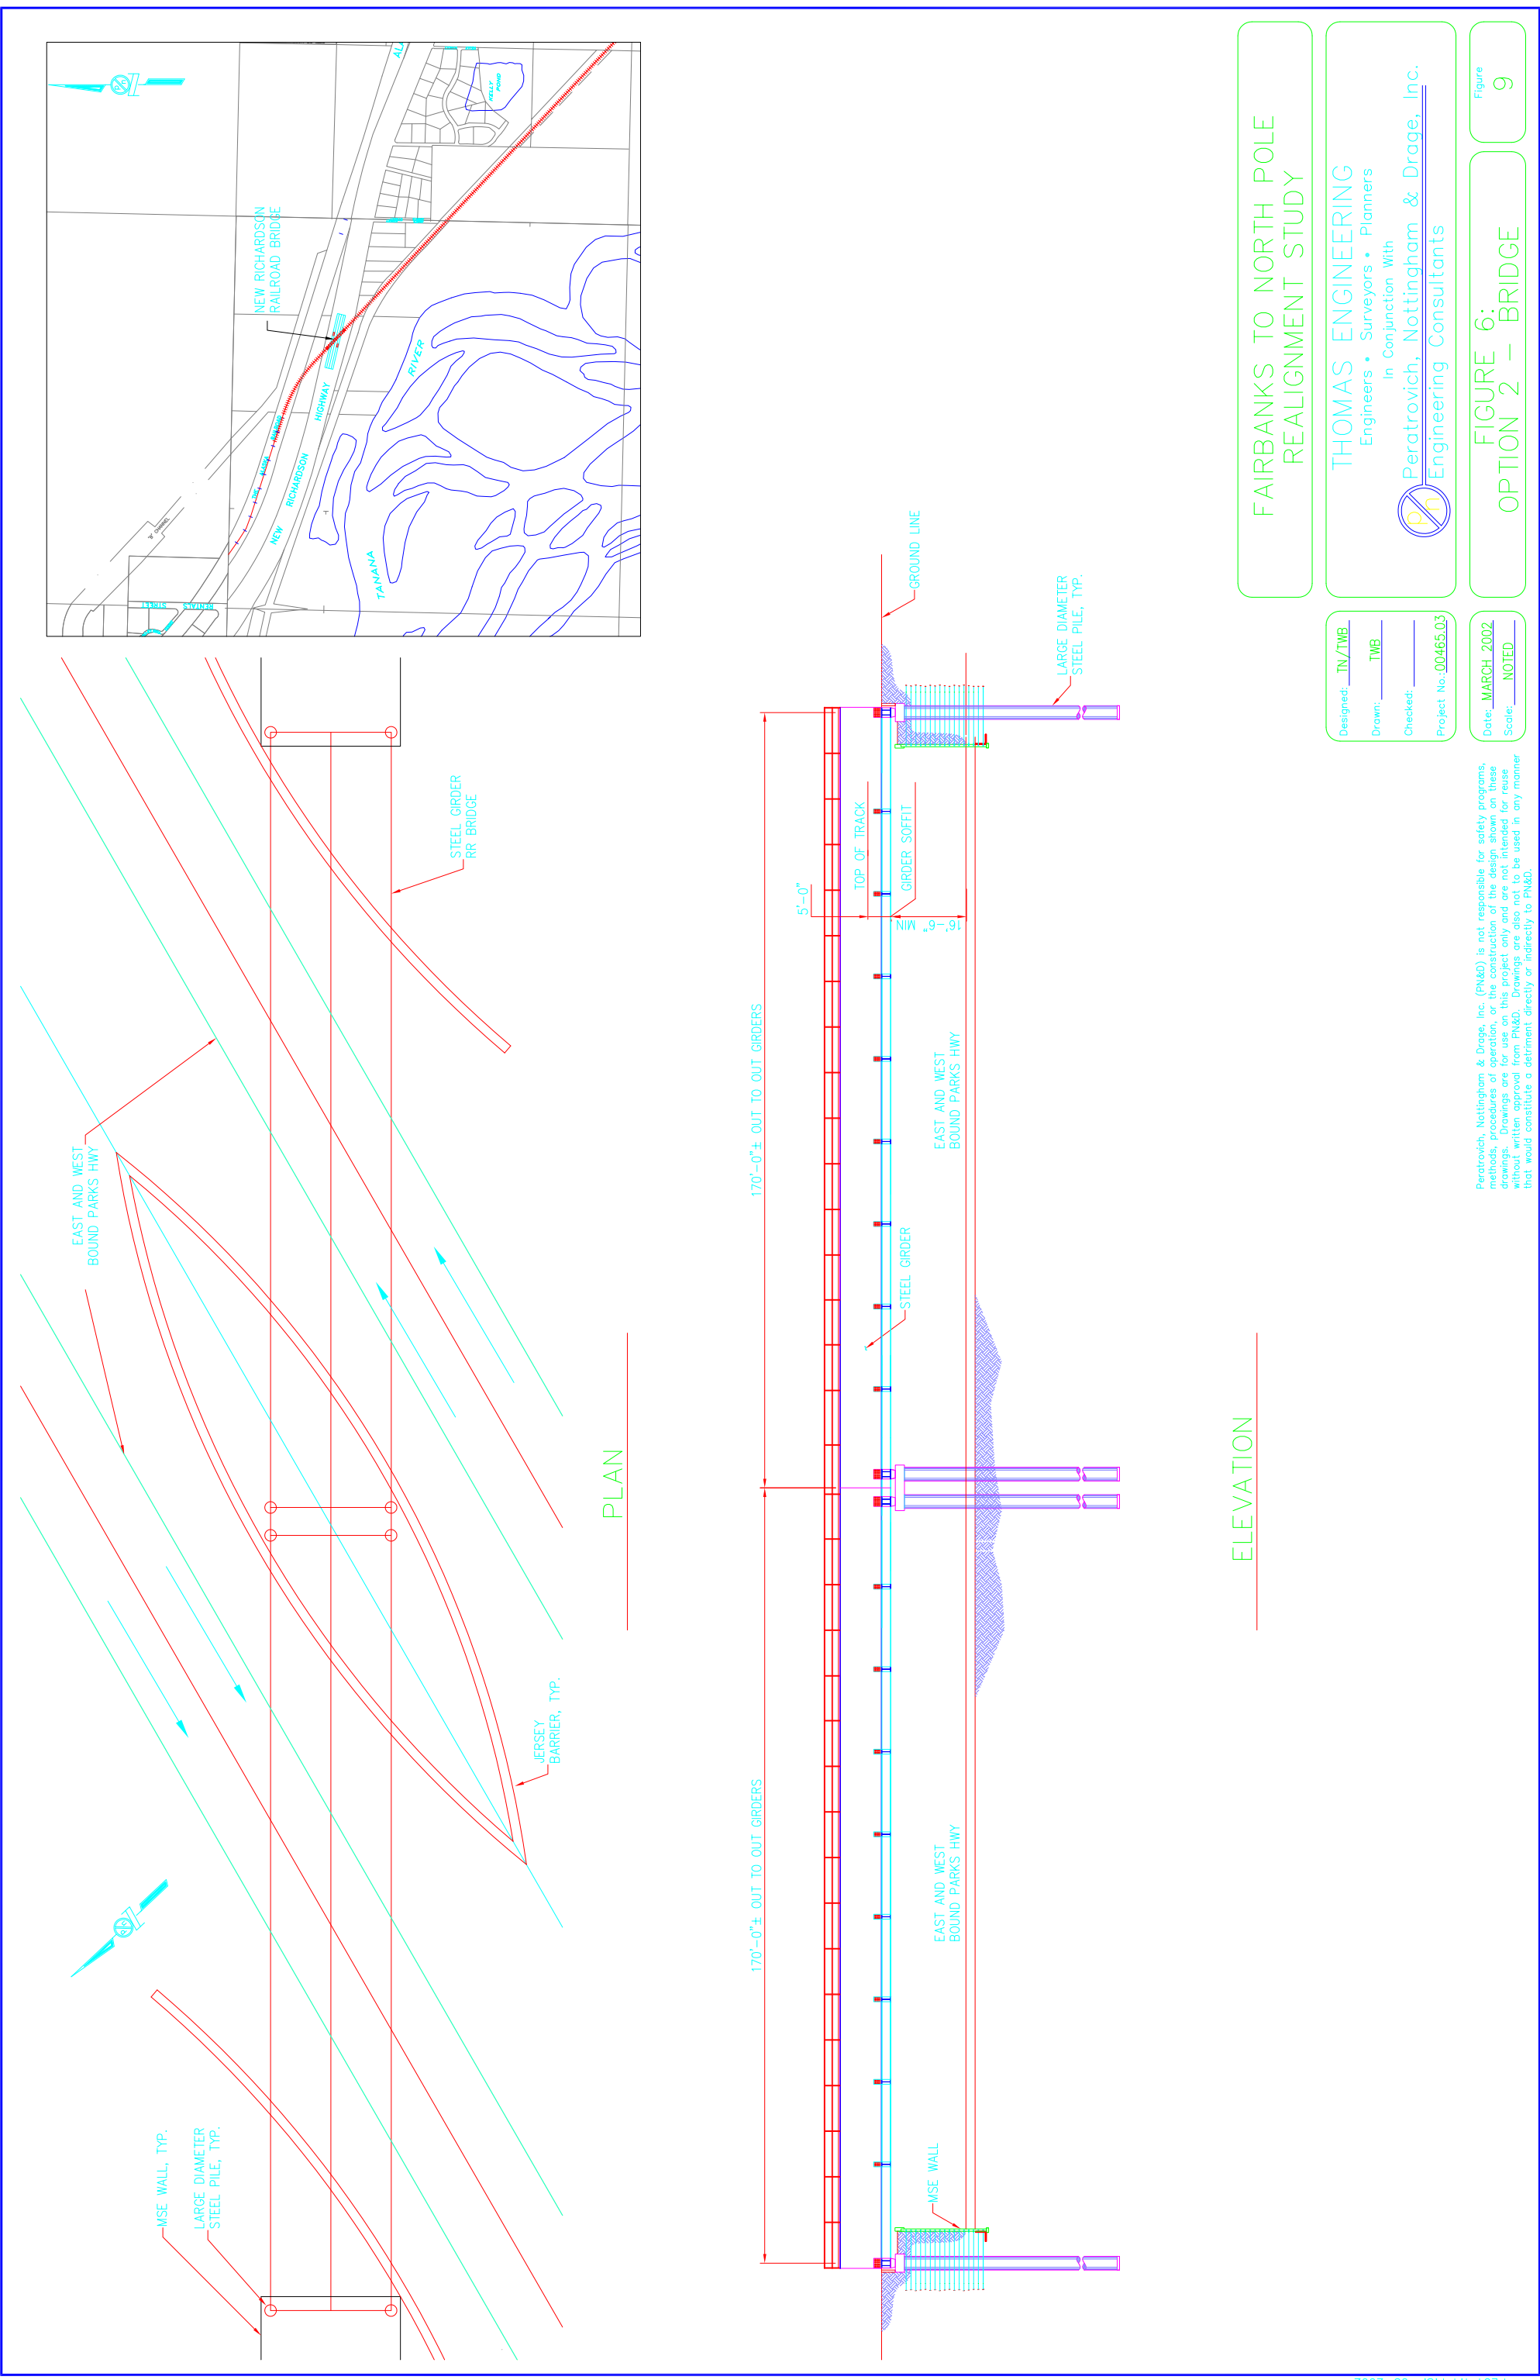 NEW RICHARDSON
RAILROAD BRIDGE
KELLY
POND
RIVER
HIGHWAY
RICHARDSON
NEW
TANANA
"B" CHANNEL
STREET
RENTALS
MSE WALL, TYP.
LARGE DIAMETER
STEEL PILE, TYP.
EAST AND WEST
BOUND PARKS HWY
STEEL GIRDER
RR BRIDGE
JERSEY
BARRIER, TYP.
PLAN
170'-0"± OUT TO OUT GIRDERS
170'-0"± OUT TO OUT GIRDERS
5'-0"
TOP OF TRACK
GIRDER SOFFIT
16'-6" MIN.
GROUND LINE
STEEL GIRDER
MSE WALL
EAST AND WEST
BOUND PARKS HWY
EAST AND WEST
BOUND PARKS HWY
LARGE DIAMETER
STEEL PILE, TYP.
ELEVATION
Peratrovich, Nottingham & Drage, Inc. (PN&D) is not responsible for safety programs,
methods, procedures of operation, or the construction of the design shown on these
drawings. Drawings are for use on this project only and are not intended for reuse
without written approval from PN&D. Drawings are also not to be used in any manner
that would constitute a detriment directly or indirectly to PN&D.
Designed: TN/TWB
Drawn: TWB
Checked:
Project No.: 00465.03
Date: MARCH 2002
Scale: NOTED
FAIRBANKS TO NORTH POLE
REALIGNMENT STUDY
THOMAS ENGINEERING
Engineers • Surveyors • Planners
In Conjunction With
Peratrovich, Nottingham & Drage, Inc.
Engineering Consultants
FIGURE 6:
OPTION 2 - BRIDGE
Figure
9